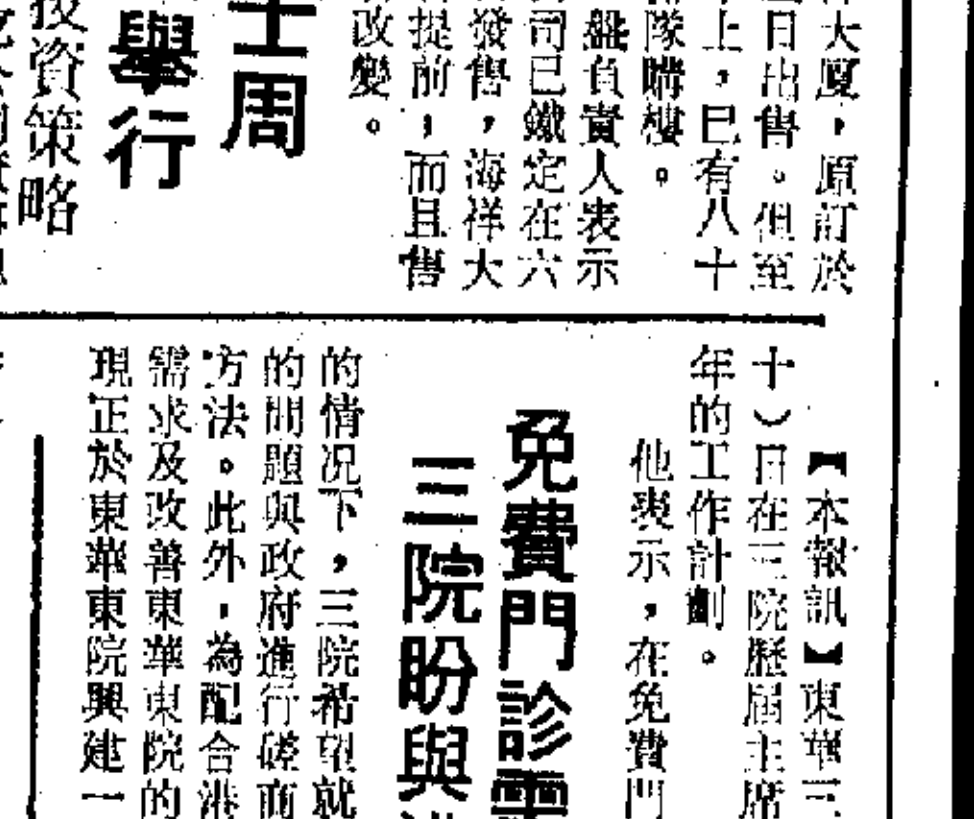 大廈，原訂於
日出售。但至
上，已有八十
隊購樓。
盤負責人表示
司已鐵定在六
發售，海祥大
提前，而且售
改變。
士周
舉行
投資策略
【本報訊】東華三
十）日在三院歷屆主席
年的工作計劃。
他表示，在免費門
免費門診需
三院盼與
的情況下，三院希望就
的問題與政府進行磋商
方法。此外，為配合港
需求及改善東華東院的
現正於東華東院興建一